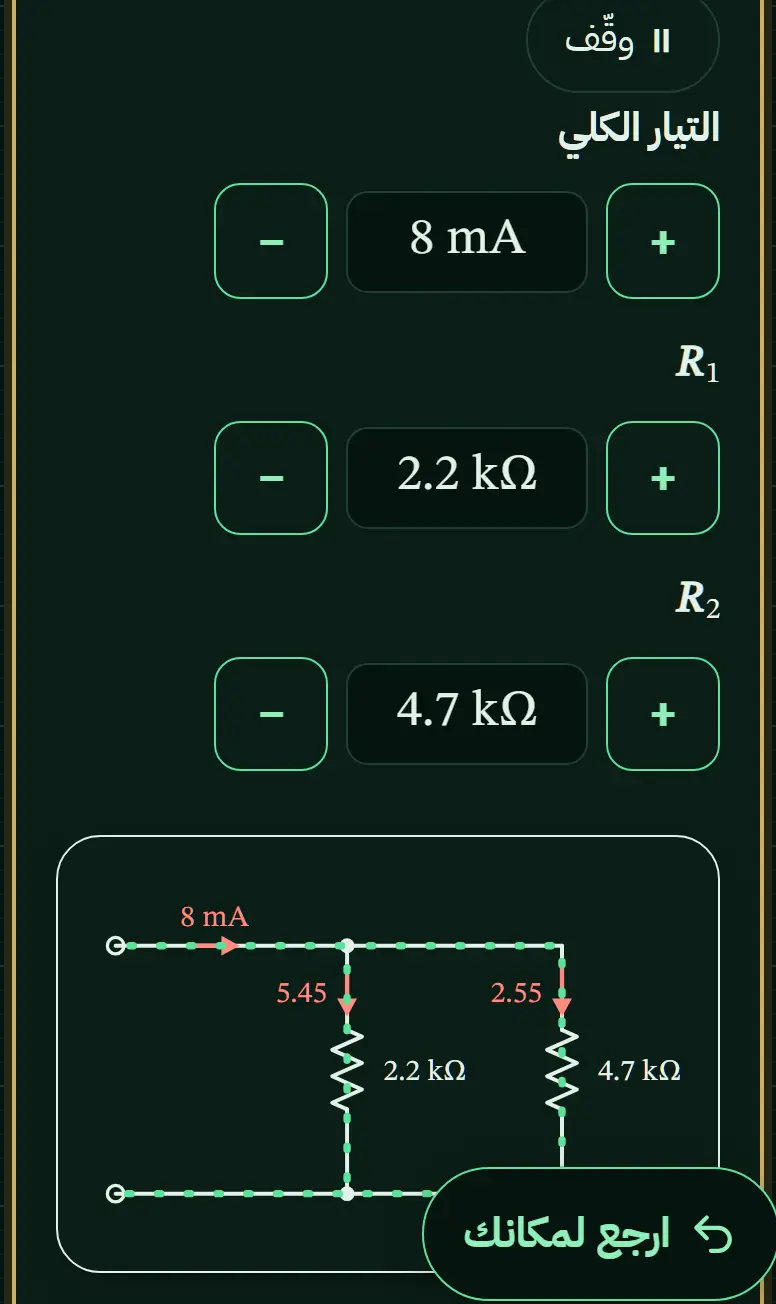 وقّف
التيار الكلي
− 8 mA +
R₁
− 2.2 kΩ +
R₂
− 4.7 kΩ +
8 mA
5.45
2.55
2.2 kΩ
4.7 kΩ
ارجع لمكانك